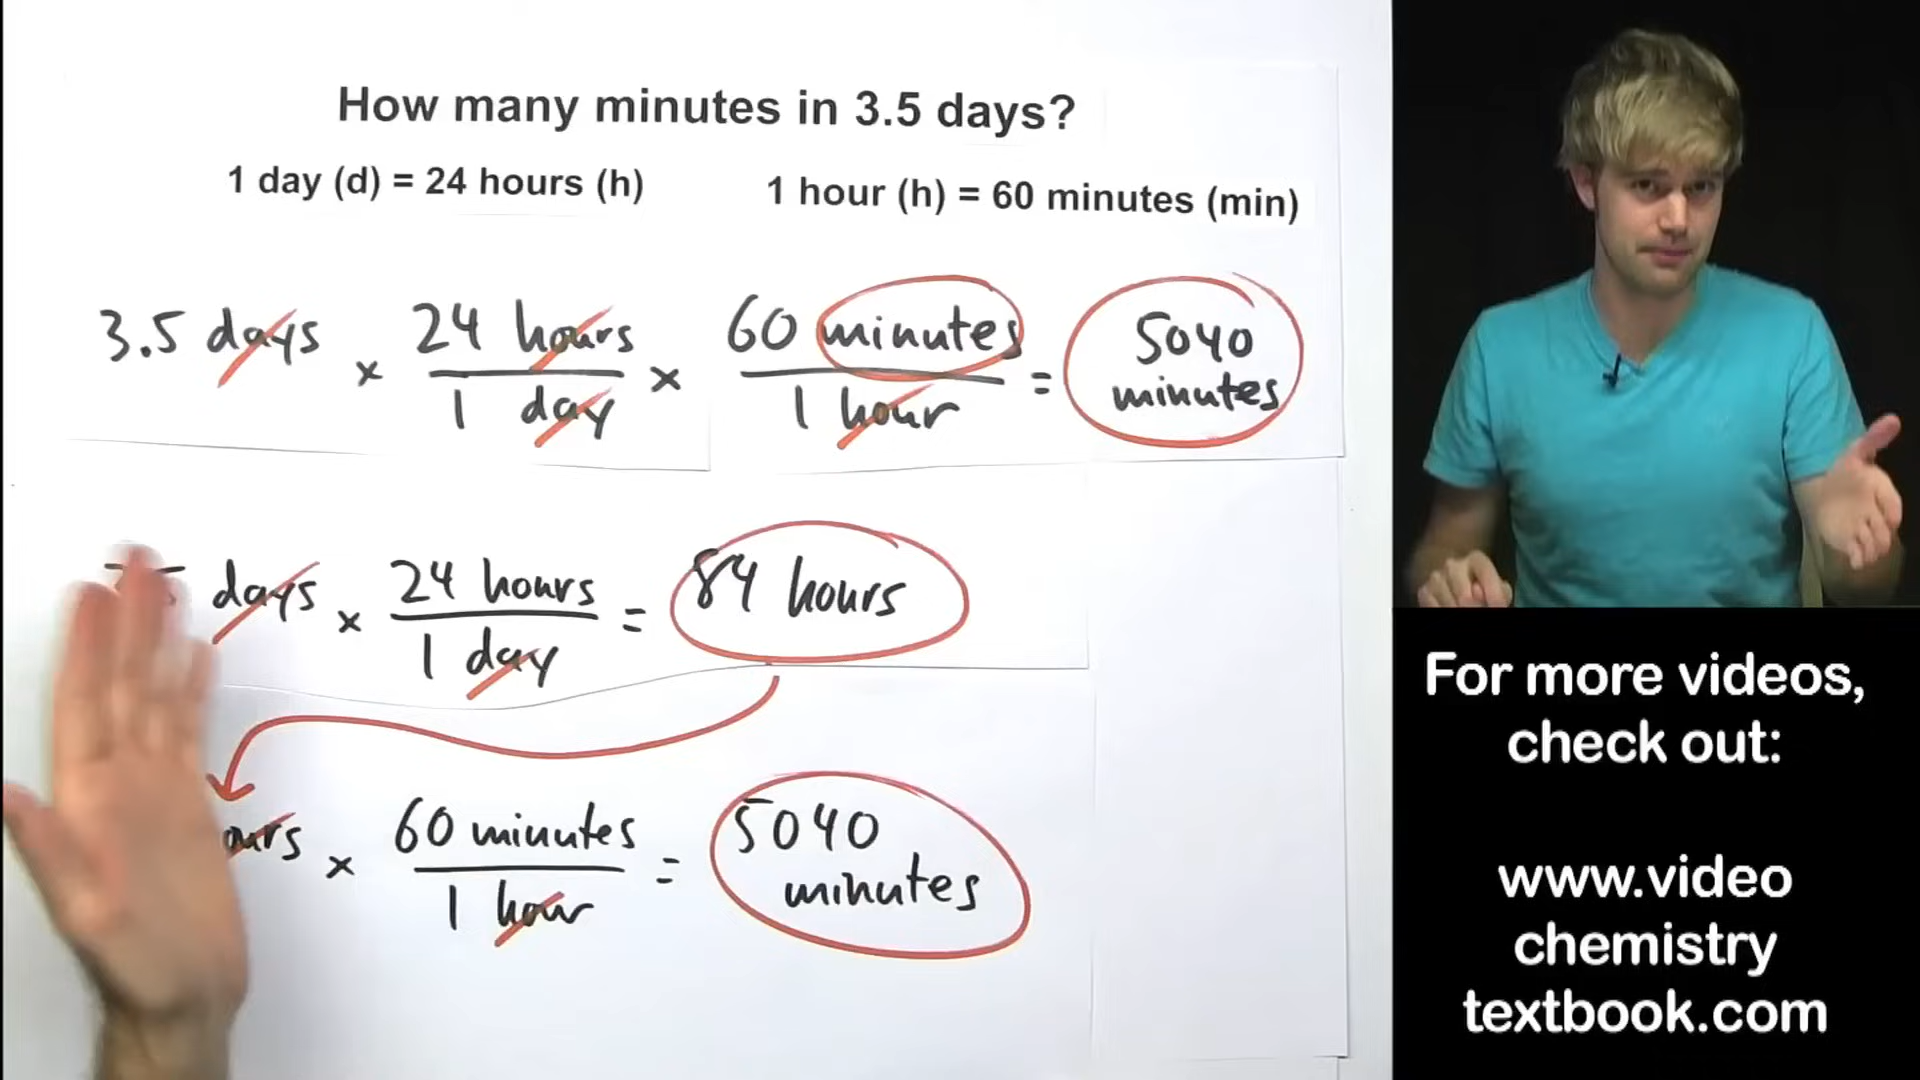 How many minutes in 3.5 days?
1 day (d) = 24 hours (h)
1 hour (h) = 60 minutes (min)
3.5 days × 24 hours / 1 day × 60 minutes / 1 hour = 5040 minutes
days × 24 hours / 1 day = 84 hours
× 60 minutes / 1 hour = 5040 minutes
For more videos,
check out:
www.video
chemistry
textbook.com